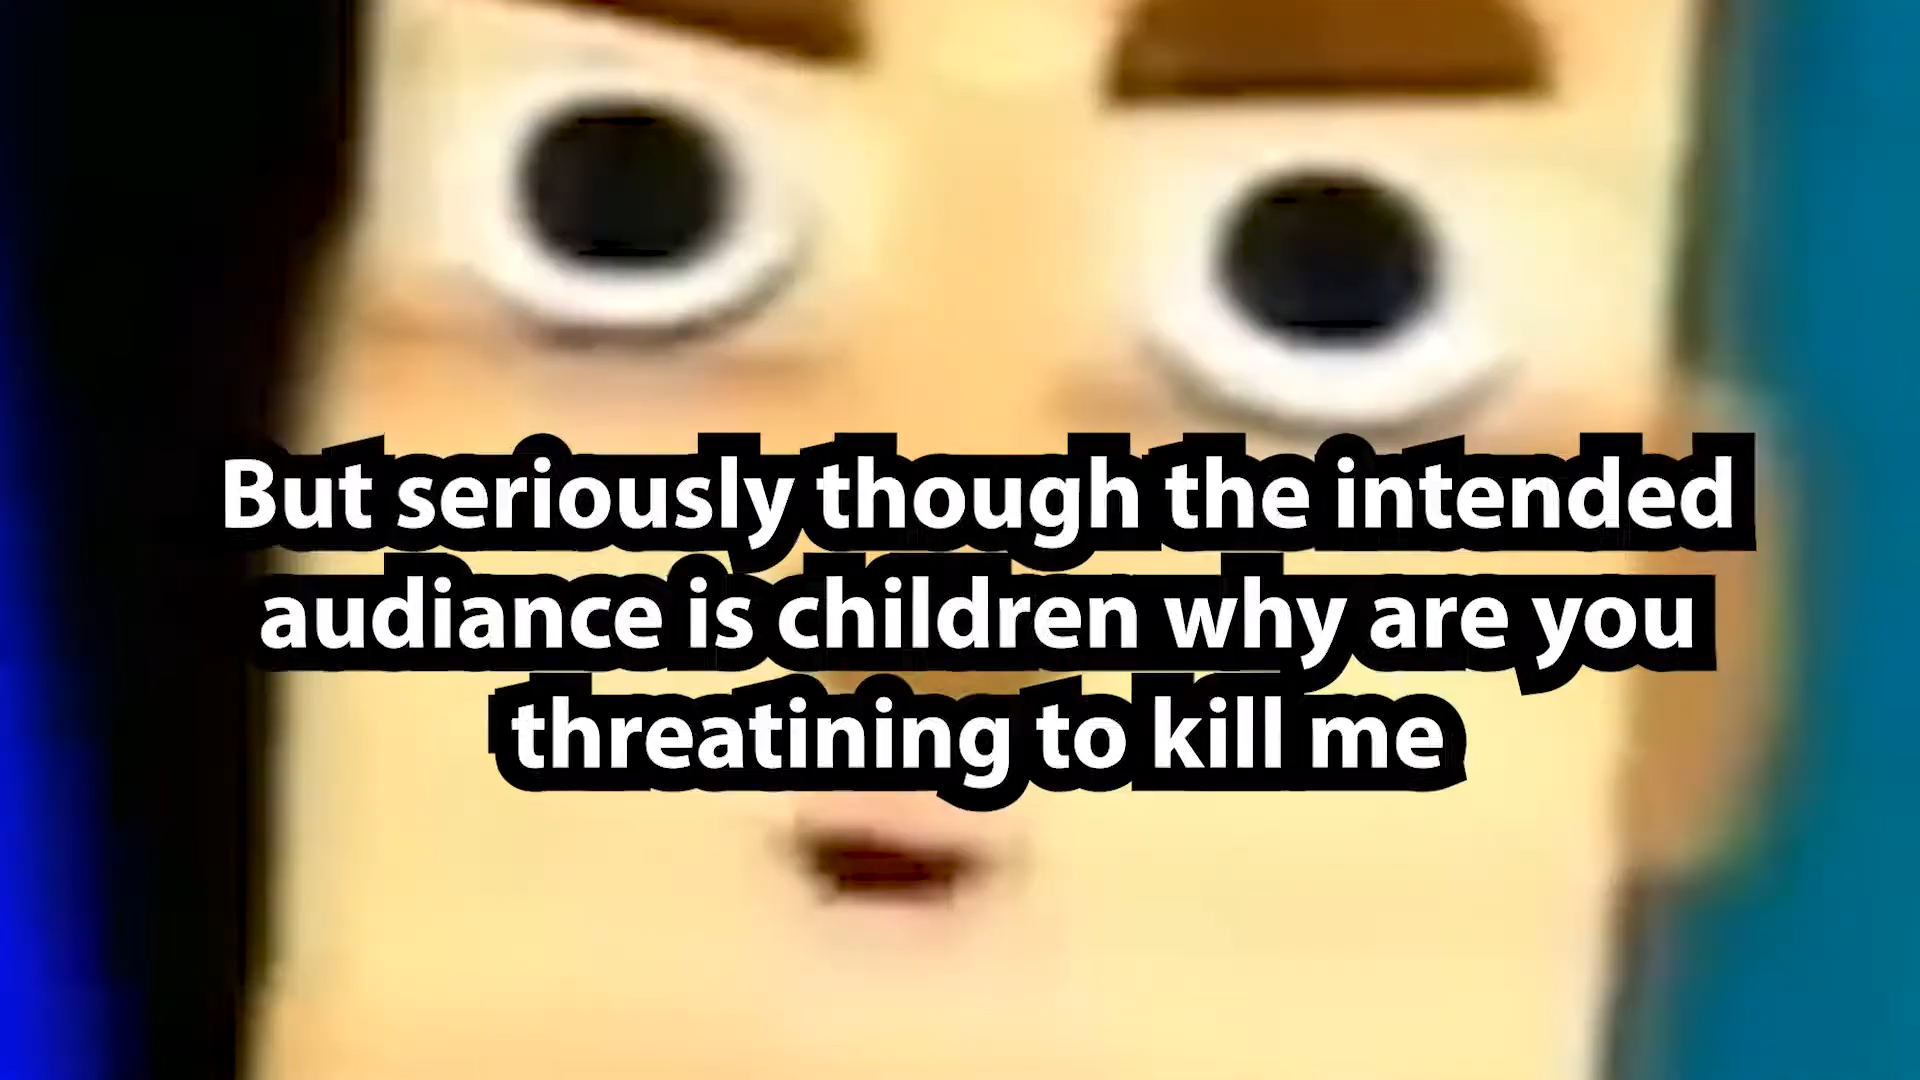 But seriously though the intended
audiance is children why are you
threatining to kill me